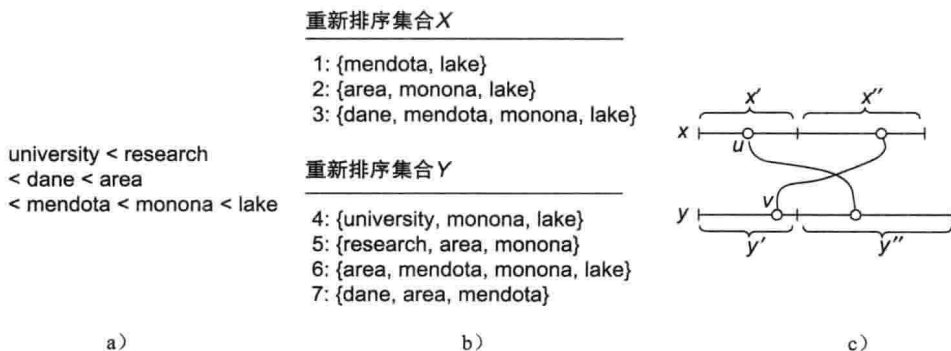 university < research
< dane < area
< mendota < monona < lake
a）
重新排序集合X
1: {mendota, lake}
2: {area, monona, lake}
3: {dane, mendota, monona, lake}
重新排序集合Y
4: {university, monona, lake}
5: {research, area, monona}
6: {area, mendota, monona, lake}
7: {dane, area, mendota}
b）
x′ x″
x
u
v
y
y′ y″
c）